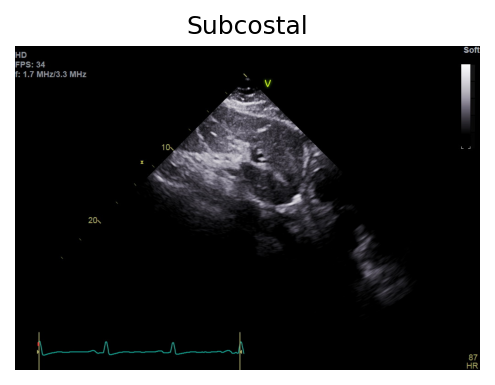 Subcostal
HD
FPS: 34
f: 1.7 MHz/3.3 MHz
Soft
V
10
x
20
87
HR